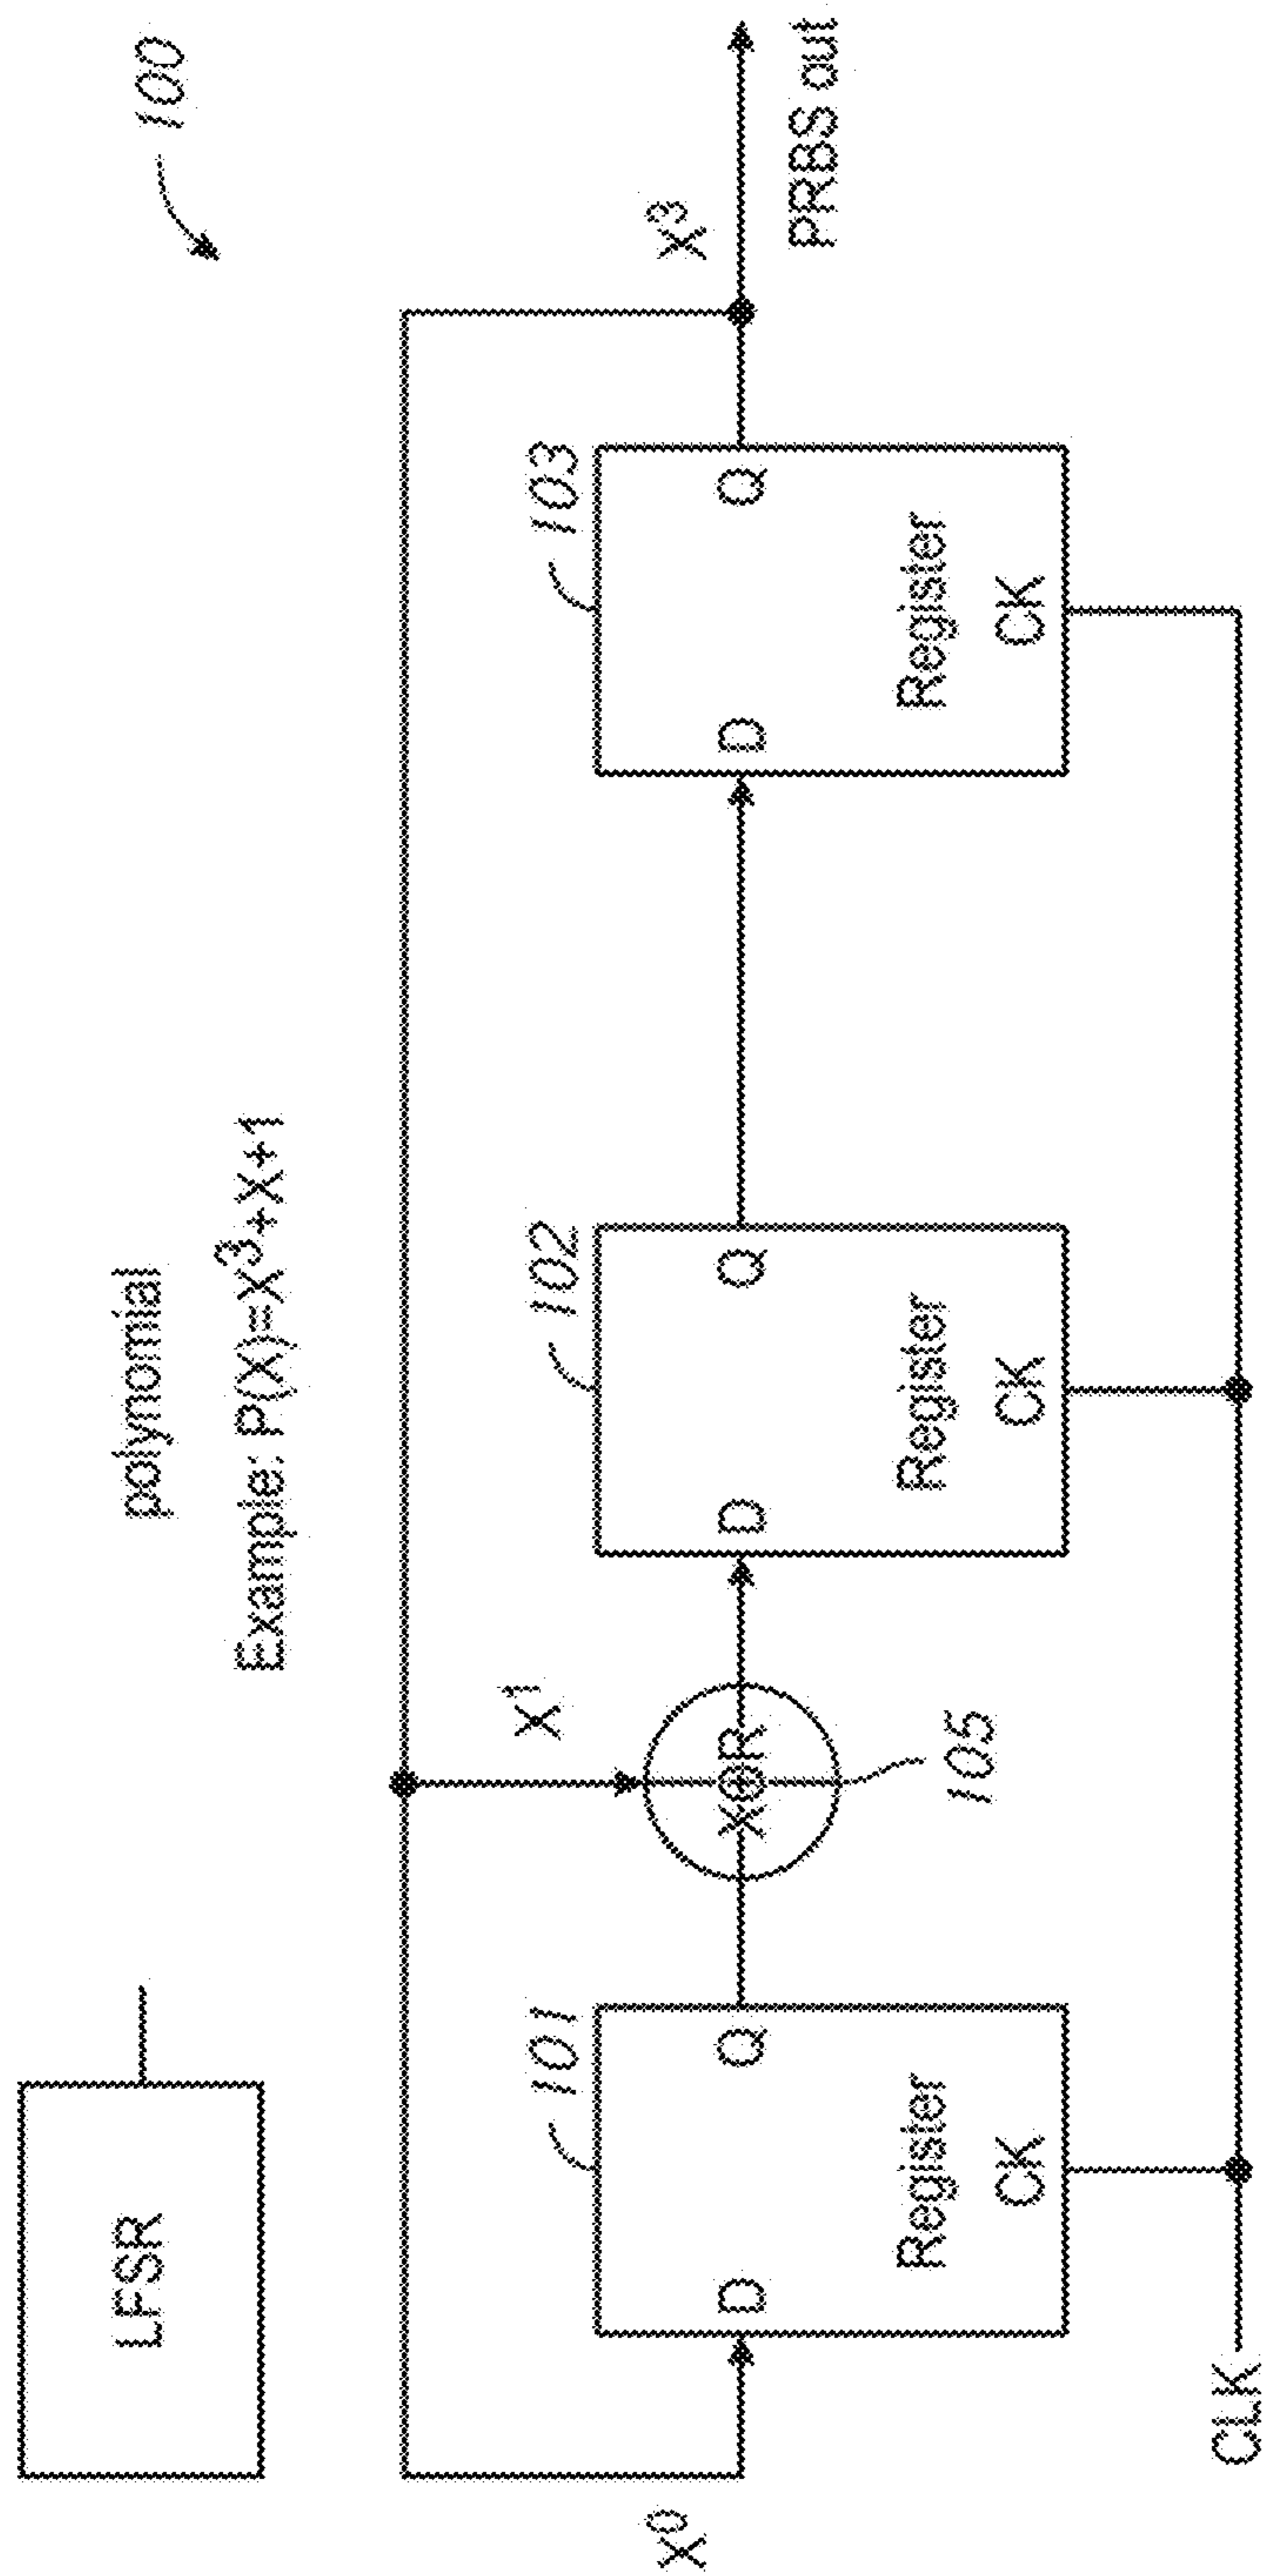 100
LFSR
polynomial
Example: P(X)=X³+X+1
X⁰
X¹
X³
PRBS out
101
D
Q
Register
CK
XOR
105
102
D
Q
Register
CK
103
D
Q
Register
CK
CLK